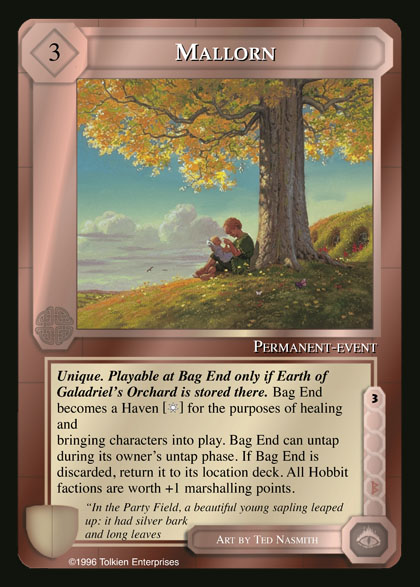 3
MALLORN
PERMANENT-EVENT
Unique. Playable at Bag End only if Earth of
Galadriel's Orchard is stored there. Bag End
becomes a Haven [ ] for the purposes of healing
and
bringing characters into play. Bag End can untap
during its owner's untap phase. If Bag End is
discarded, return it to its location deck. All Hobbit
factions are worth +1 marshalling points.
3
"In the Party Field, a beautiful young sapling leaped
up: it had silver bark
and long leaves
ART BY TED NASMITH
©1996 Tolkien Enterprises